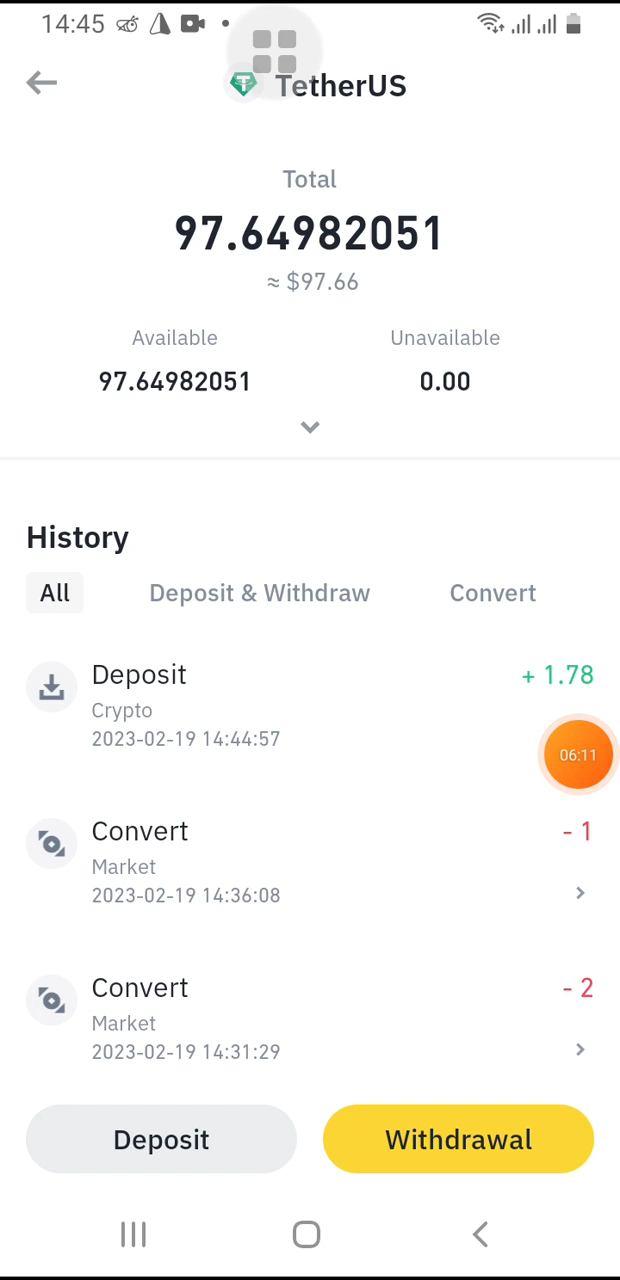 14:45
TetherUS
Total
97.64982051
≈ $97.66
Available
Unavailable
97.64982051
0.00
History
All
Deposit & Withdraw
Convert
Deposit
+ 1.78
Crypto
2023-02-19 14:44:57
06:11
Convert
- 1
Market
2023-02-19 14:36:08
Convert
- 2
Market
2023-02-19 14:31:29
Deposit
Withdrawal